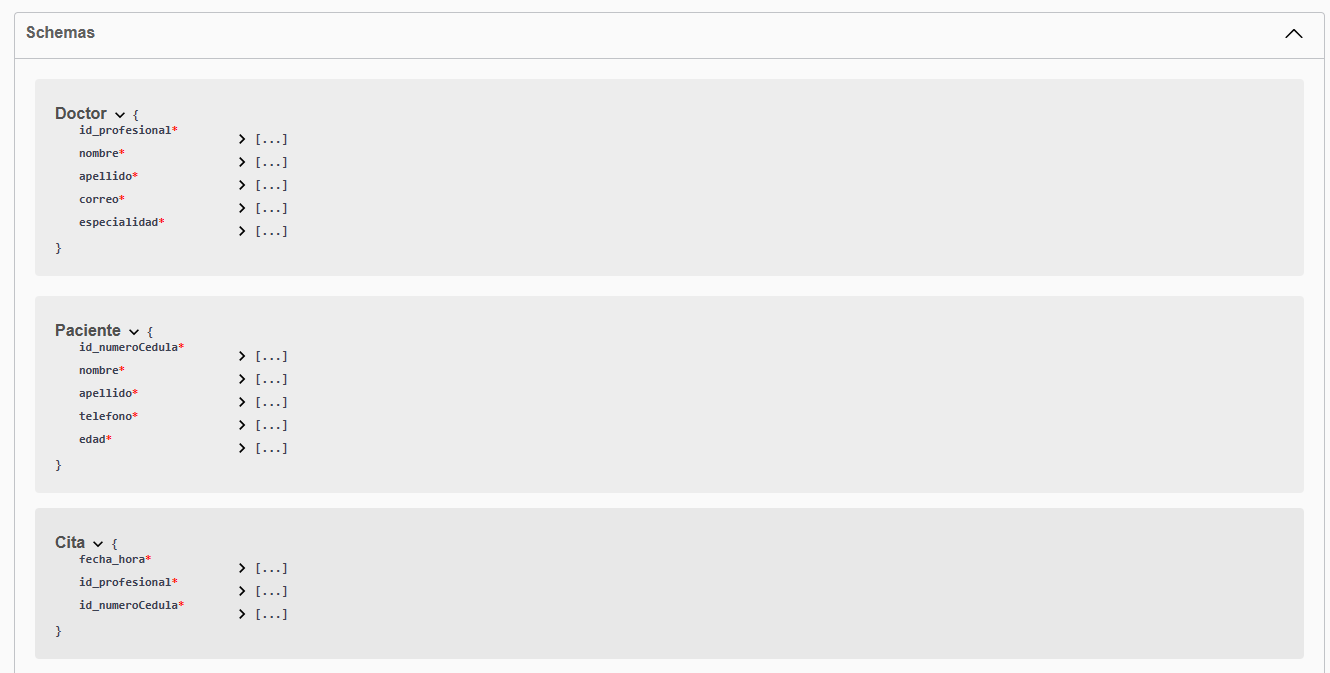 Schemas
Doctor {
id_profesional* [...]
nombre* [...]
apellido* [...]
correo* [...]
especialidad* [...]
}
Paciente {
id_numeroCedula* [...]
nombre* [...]
apellido* [...]
telefono* [...]
edad* [...]
}
Cita {
fecha_hora* [...]
id_profesional* [...]
id_numeroCedula* [...]
}